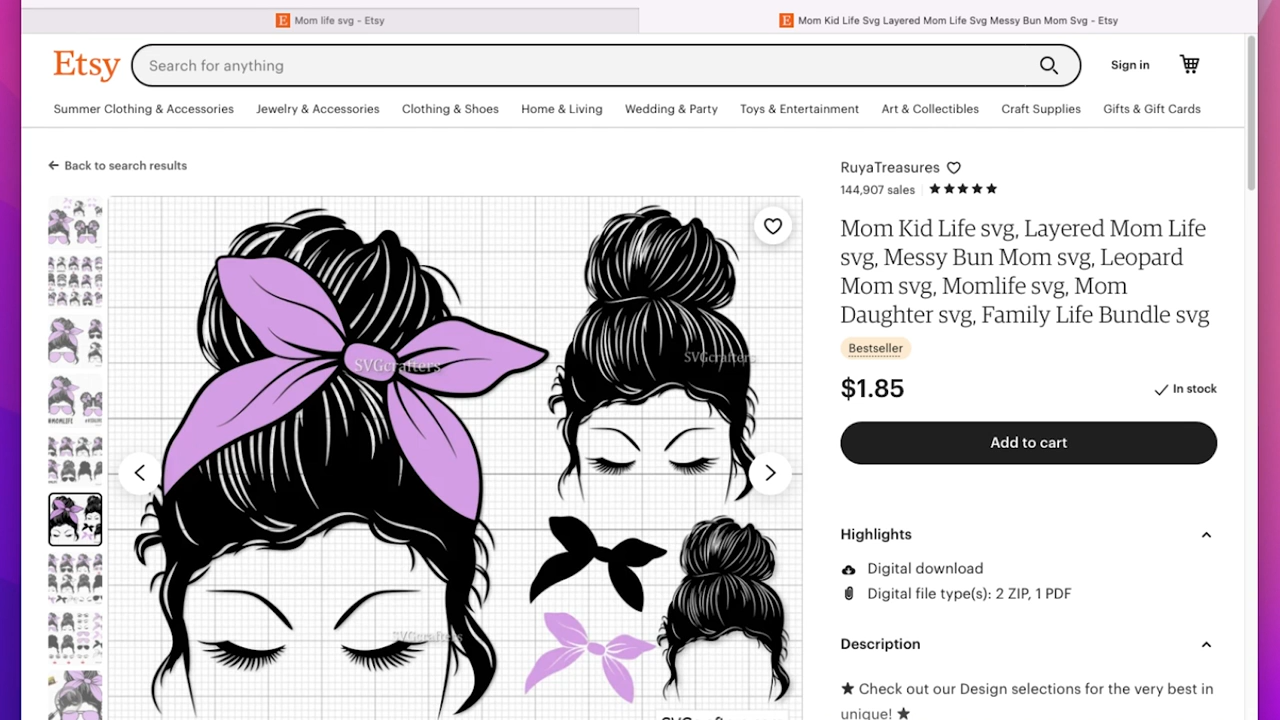 Mom life svg - Etsy
Mom Kid Life Svg Layered Mom Life Svg Messy Bun Mom Svg - Etsy
Etsy
Search for anything
Sign in
Summer Clothing & Accessories
Jewelry & Accessories
Clothing & Shoes
Home & Living
Wedding & Party
Toys & Entertainment
Art & Collectibles
Craft Supplies
Gifts & Gift Cards
Back to search results
RuyaTreasures
144,907 sales
Mom Kid Life svg, Layered Mom Life
svg, Messy Bun Mom svg, Leopard
Mom svg, Momlife svg, Mom
Daughter svg, Family Life Bundle svg
Bestseller
$1.85
In stock
Add to cart
Highlights
Digital download
Digital file type(s): 2 ZIP, 1 PDF
Description
★ Check out our Design selections for the very best in
unique! ★
SVGcrafters
SVGcrafters
SVGcrafters
#MOMLIFE